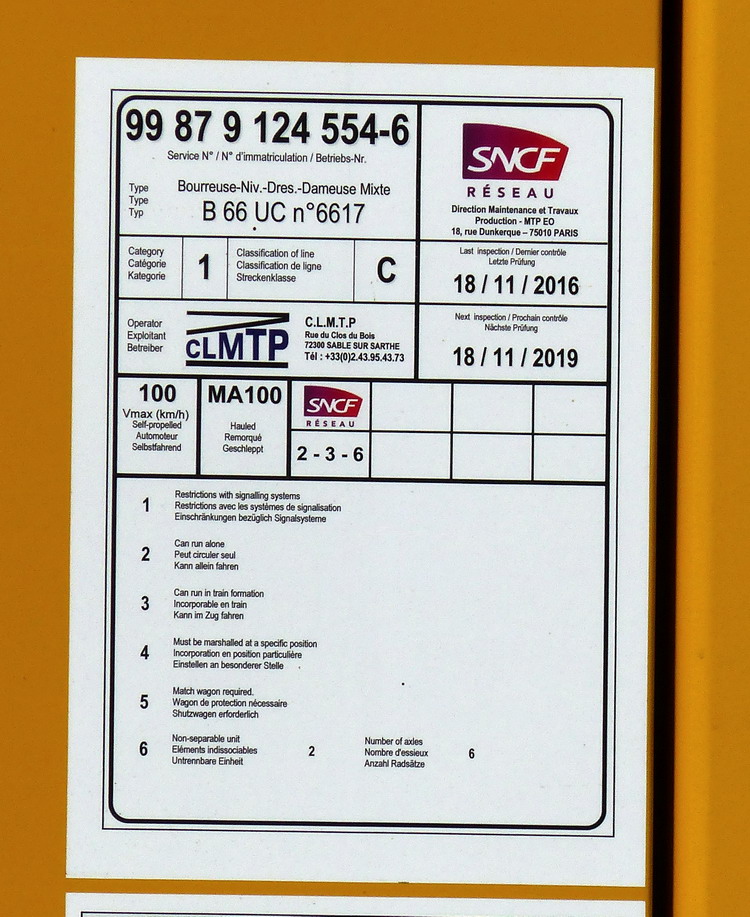 99 87 9 124 554-6
Service N° / N° d'immatriculation / Betriebs-Nr.
Type
Type
Typ
Bourreuse-Niv.-Dres.-Dameuse Mixte
B 66 UC n°6617
SNCF
RÉSEAU
Direction Maintenance et Travaux
Production - MTP EO
18, rue Dunkerque – 75010 PARIS
Category
Catégorie
Kategorie
1
Classification of line
Classification de ligne
Streckenklasse
C
Last inspection / Dernier contrôle
Letzte Prüfung
18 / 11 / 2016
Operator
Exploitant
Betreiber
CLMTP
C.L.M.T.P
Rue du Clos du Bois
72300 SABLE SUR SARTHE
Tél : +33(0)2.43.95.43.73
Next inspection / Prochain contrôle
Nächste Prüfung
18 / 11 / 2019
100
Vmax (km/h)
Self-propelled
Automoteur
Selbstfahrend
MA100
Hauled
Remorqué
Geschleppt
SNCF
RÉSEAU
2 - 3 - 6
1
Restrictions with signalling systems
Restrictions avec les systèmes de signalisation
Einschränkungen bezüglich Signalsysteme
2
Can run alone
Peut circuler seul
Kann allein fahren
3
Can run in train formation
Incorporable en train
Kann im Zug fahren
4
Must be marshalled at a specific position
Incorporation en position particulière
Einstellen an besonderer Stelle
5
Match wagon required.
Wagon de protection nécessaire
Shutzwagen erforderlich
6
Non-separable unit
Eléments indissociables
Untrennbare Einheit
2
Number of axles
Nombre d'essieux
Anzahl Radsätze
6